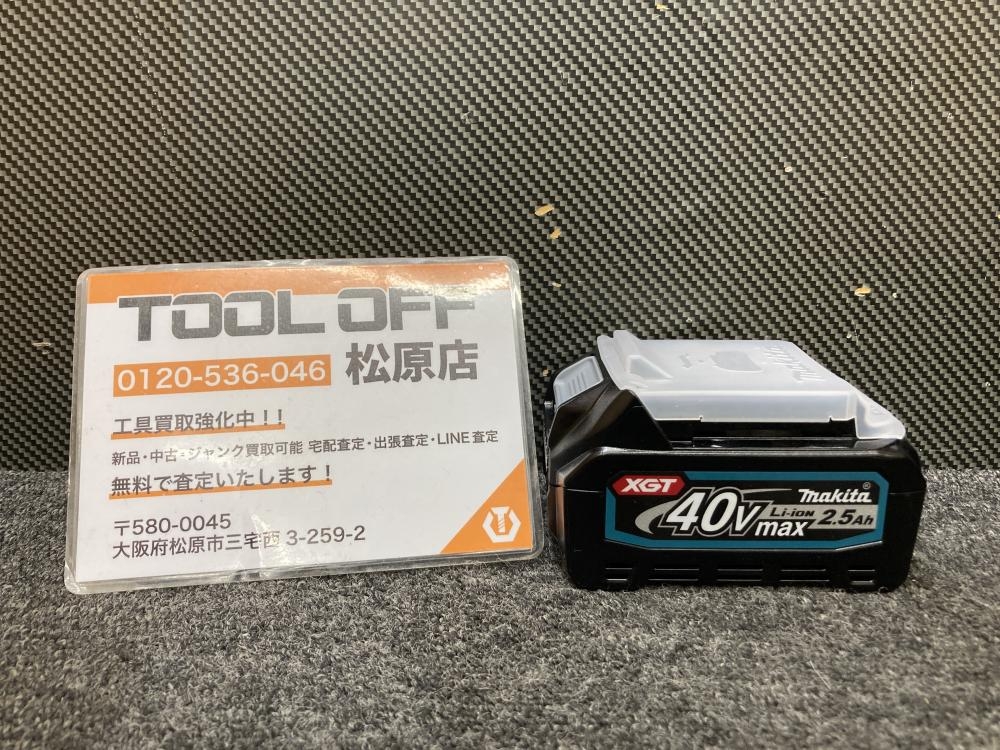 TOOL OFF
0120-536-046 松原店
工具買取強化中!!
新品・中古・ジャンク買取可能 宅配査定・出張査定・LINE査定
無料で査定いたします!
〒580-0045
大阪府松原市三宅西3-259-2
makita
XGT
40Vmax
makita®
Li-ion 2.5Ah